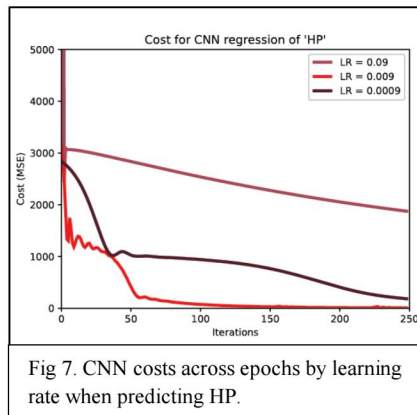 Cost for CNN regression of 'HP'
5000
4000
3000
2000
1000
0
Cost (MSE)
LR = 0.09
LR = 0.009
LR = 0.0009
0
50
100
150
200
250
Iterations
Fig 7. CNN costs across epochs by learning
rate when predicting HP.